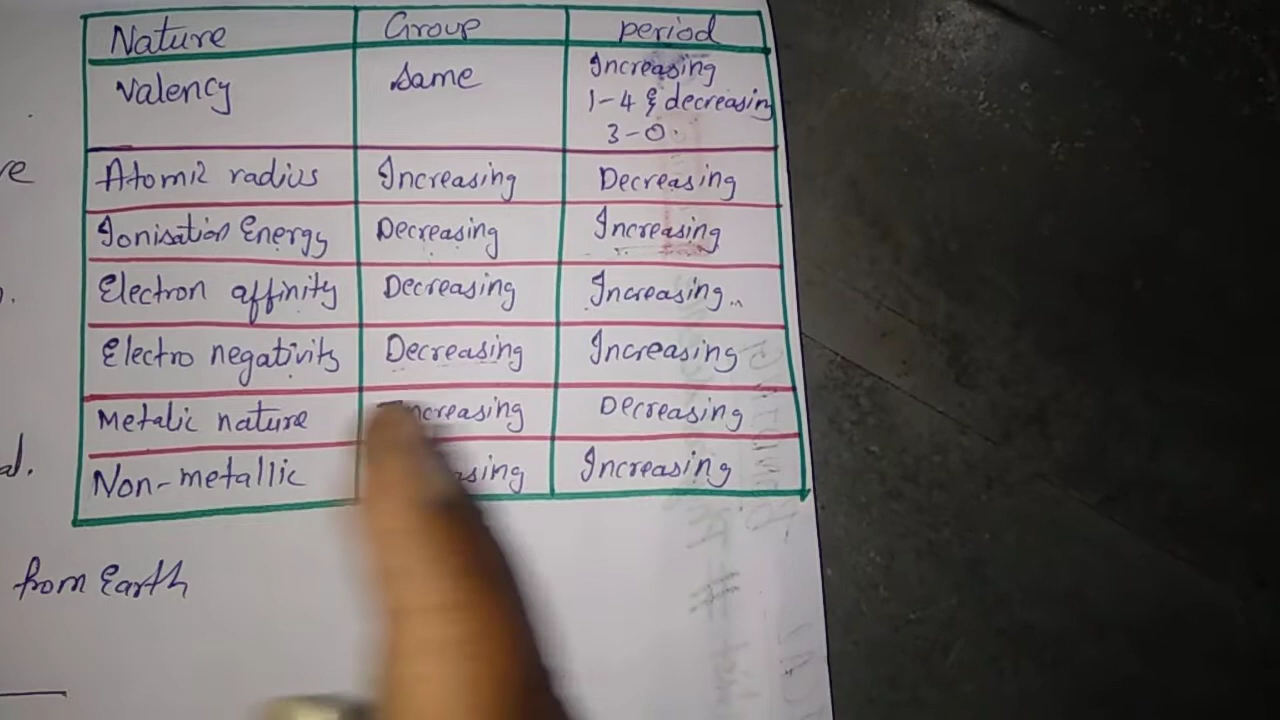 Nature Group period
Valency Same Increasing
1-4 & decreasing
3-0.
Atomic radius Increasing Decreasing
Ionisation Energy Decreasing Increasing
Electron affinity Decreasing Increasing..
Electro negativity Decreasing Increasing
Metalic nature Increasing Decreasing
Non-metallic Increasing
from Earth